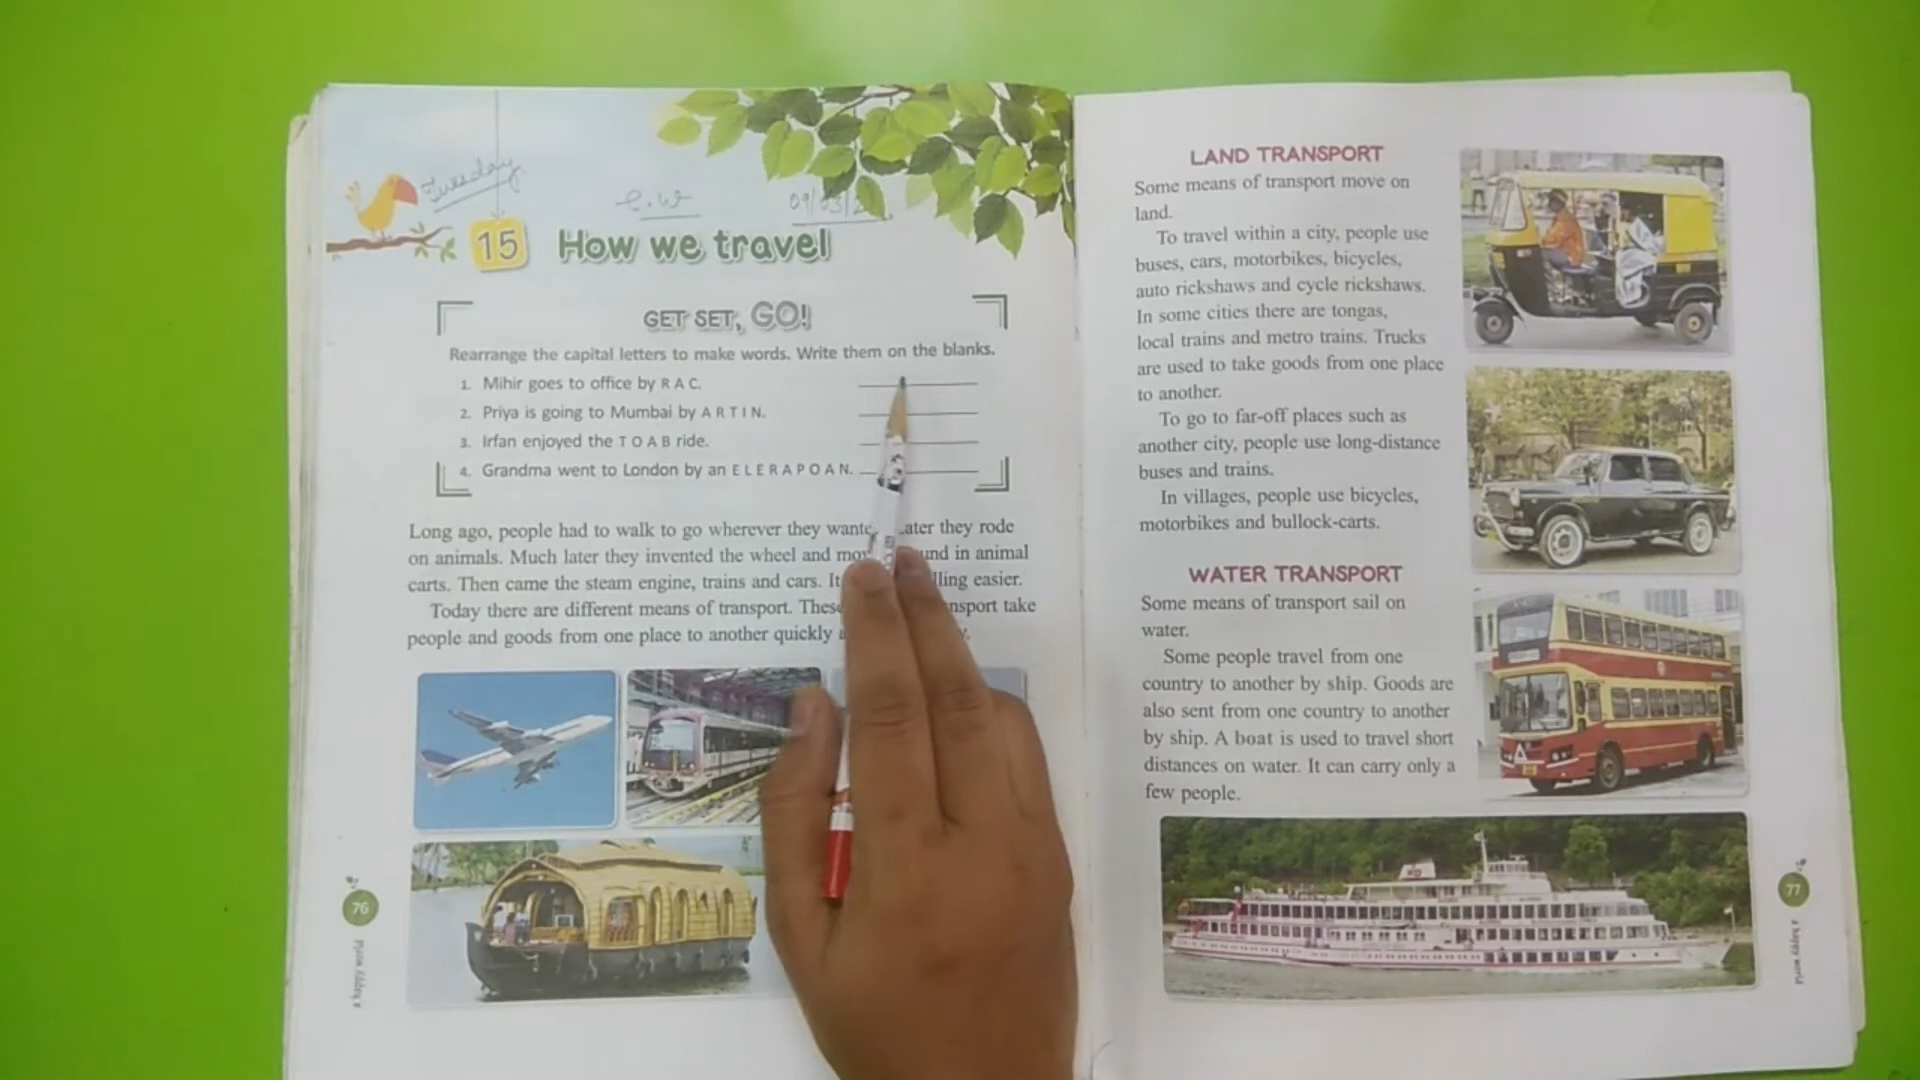 Tuesday
C.W
15 How we travel
GET SET, GO!
Rearrange the capital letters to make words. Write them on the blanks.
1. Mihir goes to office by R A C.
2. Priya is going to Mumbai by A R T I N.
3. Irfan enjoyed the T O A B ride.
4. Grandma went to London by an E L E R A P O A N.
Long ago, people had to walk to go wherever they they rode
on animals. Much later they invented the wheel and in animal
carts. Then came the steam engine, trains and cars. It easier.
Today there are different means of transport. take
people and goods from one place to another quickly
76
LAND TRANSPORT
Some means of transport move on
land.
To travel within a city, people use
buses, cars, motorbikes, bicycles,
auto rickshaws and cycle rickshaws.
In some cities there are tongas,
local trains and metro trains. Trucks
are used to take goods from one place
to another.
To go to far-off places such as
another city, people use long-distance
buses and trains.
In villages, people use bicycles,
motorbikes and bullock-carts.
WATER TRANSPORT
Some means of transport sail on
water.
Some people travel from one
country to another by ship. Goods are
also sent from one country to another
by ship. A boat is used to travel short
distances on water. It can carry only a
few people.
77